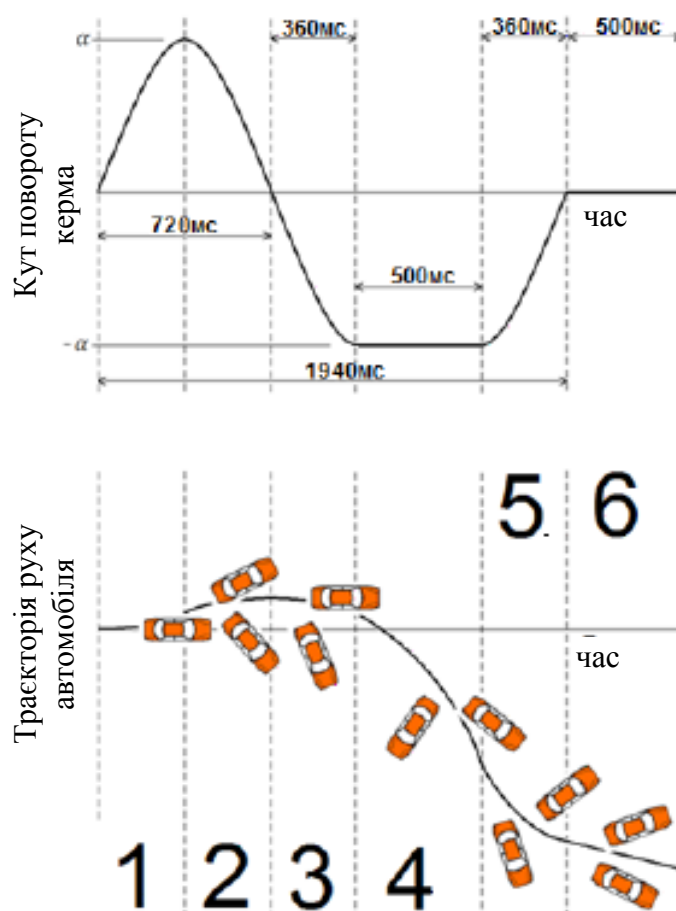 360мс
360мс
500мс
α
Кут повороту
керма
час
720мс
500мс
-α
1940мс
5.
6
Траєкторія руху
автомобіля
час
1
2
3
4